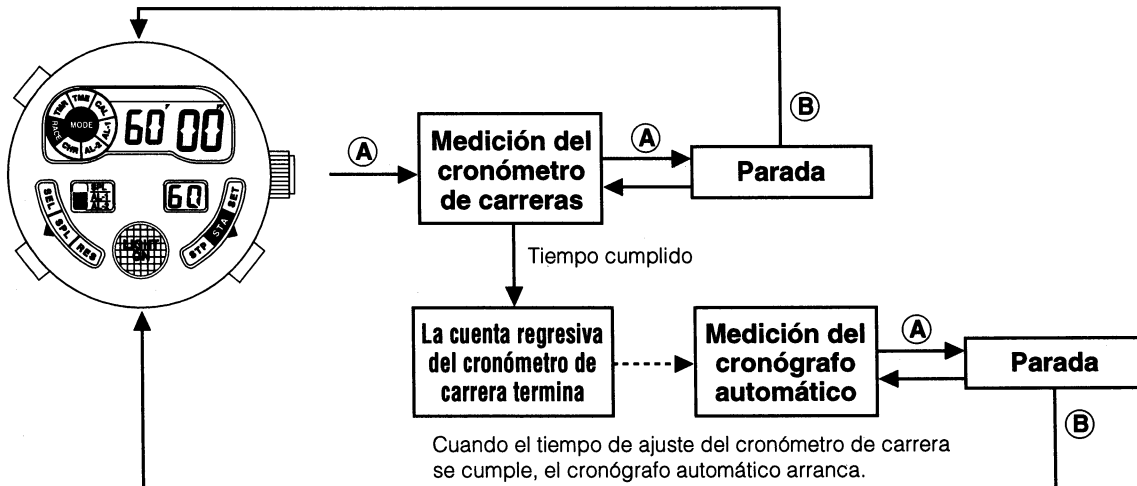 TMR TME CAL AL-1 AL-2 CHR RACE
MODE
60 00
SEL SPL RES
SPL
AL-1
AL-2
60
STP STA SET
LIGHT
ON
A
Medición del
cronómetro
de carreras
A
B
Parada
Tiempo cumplido
La cuenta regresiva
del cronómetro de
carrera termina
Medición del
cronógrafo
automático
A
Parada
B
Cuando el tiempo de ajuste del cronómetro de carrera
se cumple, el cronógrafo automático arranca.